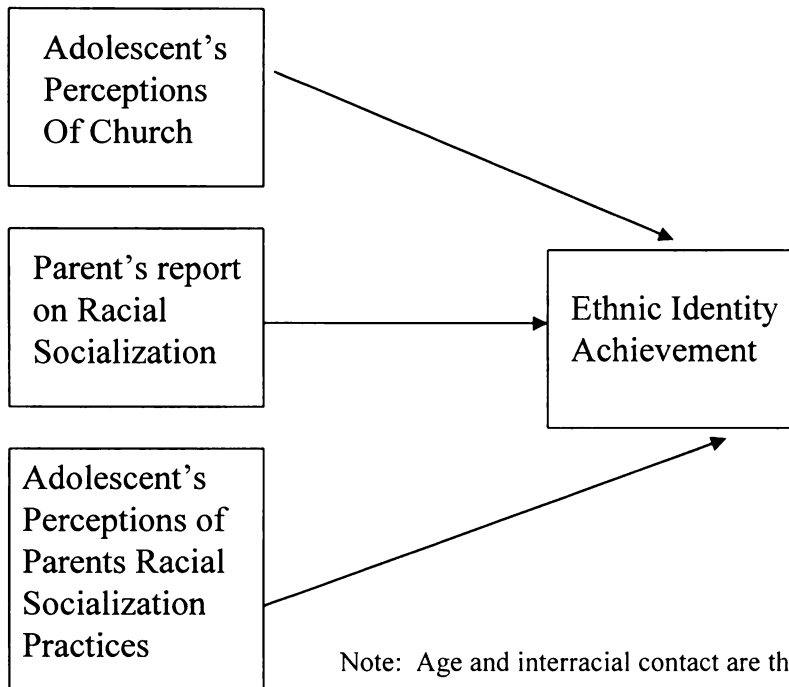 Adolescent’s
Perceptions
Of Church
Parent’s report
on Racial
Socialization
Ethnic Identity
Achievement
Adolescent’s
Perceptions of
Parents Racial
Socialization
Practices
Note: Age and interracial contact are th